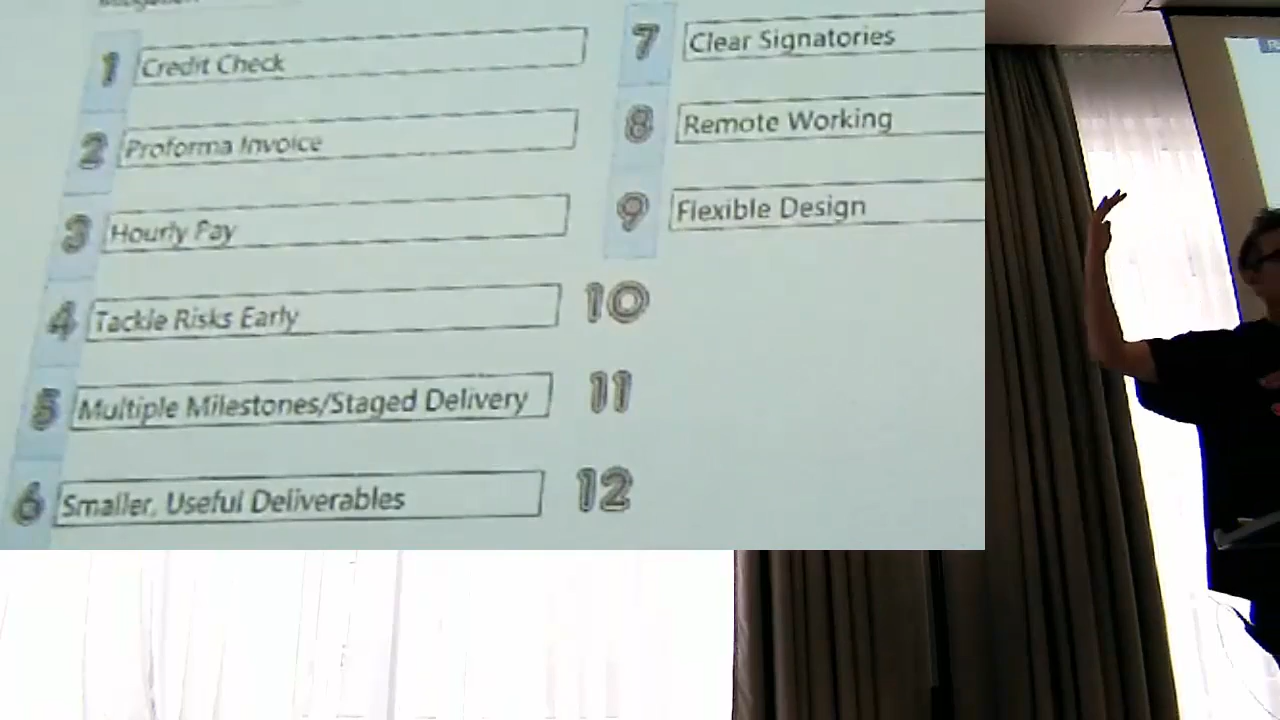 Mitigation
1 Credit Check
2 Proforma Invoice
3 Hourly Pay
4 Tackle Risks Early
5 Multiple Milestones/Staged Delivery
6 Smaller, Useful Deliverables
7 Clear Signatories
8 Remote Working
9 Flexible Design
10
11
12